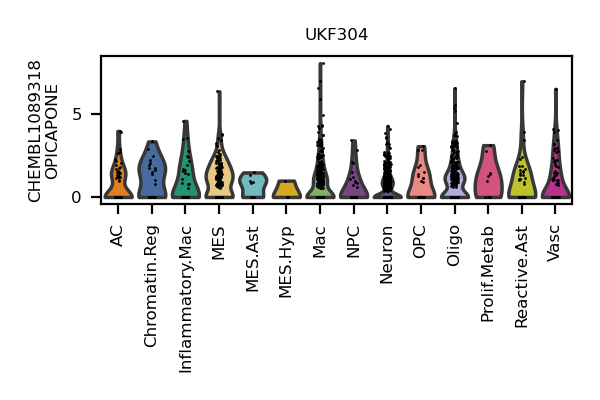 UKF304
CHEMBL1089318
OPICAPONE
5
0
AC
Chromatin.Reg
Inflammatory.Mac
MES
MES.Ast
MES.Hyp
Mac
NPC
Neuron
OPC
Oligo
Prolif.Metab
Reactive.Ast
Vasc